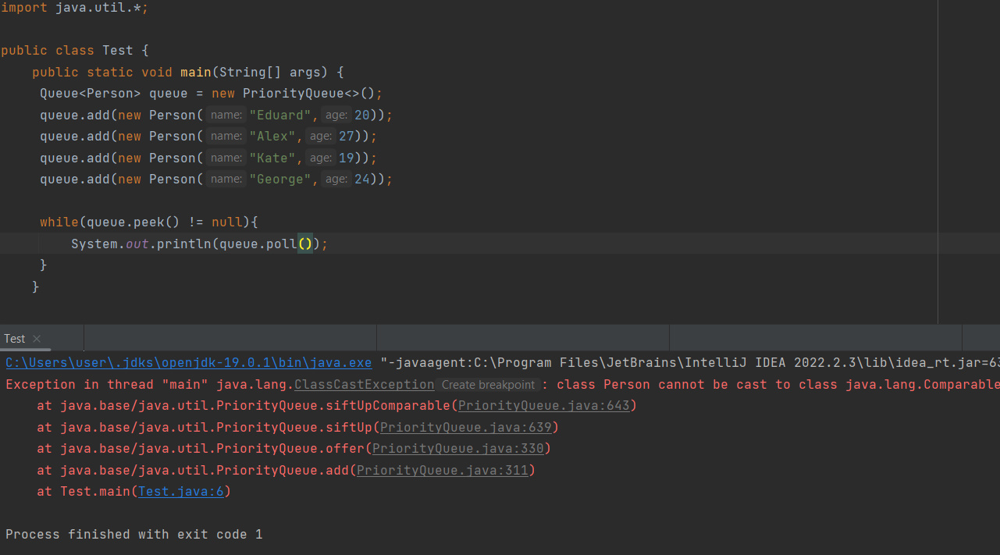 import java.util.*;
public class Test {
public static void main(String[] args) {
Queue<Person> queue = new PriorityQueue<>();
queue.add(new Person( name: "Eduard", age: 20));
queue.add(new Person( name: "Alex", age: 27));
queue.add(new Person( name: "Kate", age: 19));
queue.add(new Person( name: "George", age: 24));
while(queue.peek() != null){
System.out.println(queue.poll());
}
}
Test
C:\Users\user\.jdks\openjdk-19.0.1\bin\java.exe "-javaagent:C:\Program Files\JetBrains\IntelliJ IDEA 2022.2.3\lib\idea_rt.jar=63
Exception in thread "main" java.lang.ClassCastException Create breakpoint : class Person cannot be cast to class java.lang.Comparable
at java.base/java.util.PriorityQueue.siftUpComparable(PriorityQueue.java:643)
at java.base/java.util.PriorityQueue.siftUp(PriorityQueue.java:639)
at java.base/java.util.PriorityQueue.offer(PriorityQueue.java:330)
at java.base/java.util.PriorityQueue.add(PriorityQueue.java:311)
at Test.main(Test.java:6)
Process finished with exit code 1